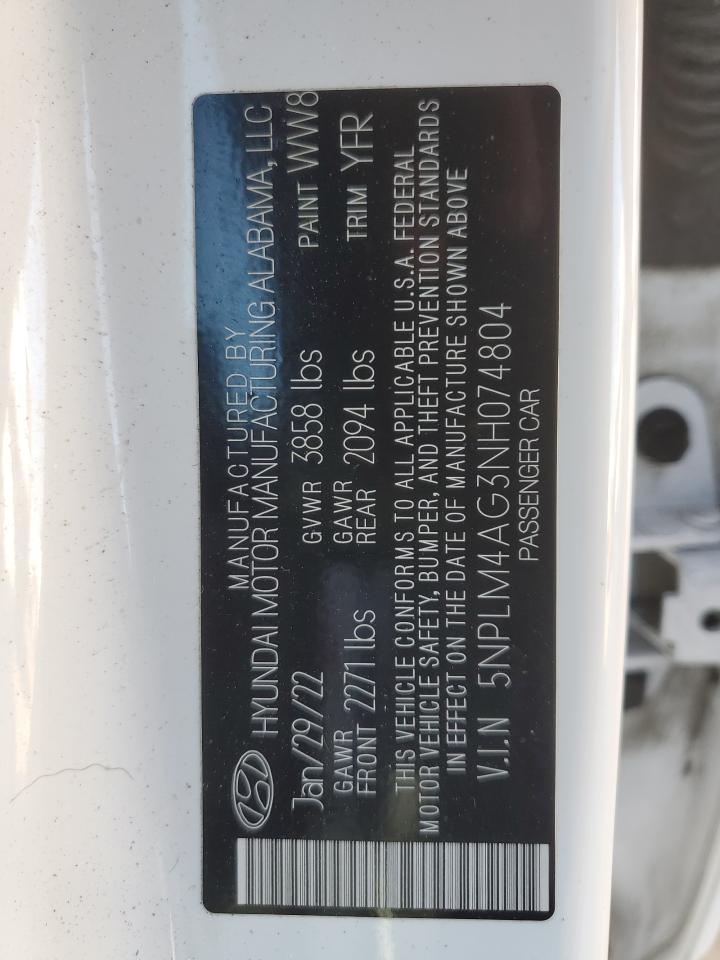 MANUFACTURED BY
HYUNDAI MOTOR MANUFACTURING ALABAMA, LLC
Jan/29/22 GVWR 3858 lbs PAINT WW8
GAWR FRONT 2271 lbs GAWR REAR 2094 lbs TRIM YFR
THIS VEHICLE CONFORMS TO ALL APPLICABLE U.S.A. FEDERAL
MOTOR VEHICLE SAFETY, BUMPER, AND THEFT PREVENTION STANDARDS
IN EFFECT ON THE DATE OF MANUFACTURE SHOWN ABOVE
V.I.N 5NPLM4AG3NH074804
PASSENGER CAR